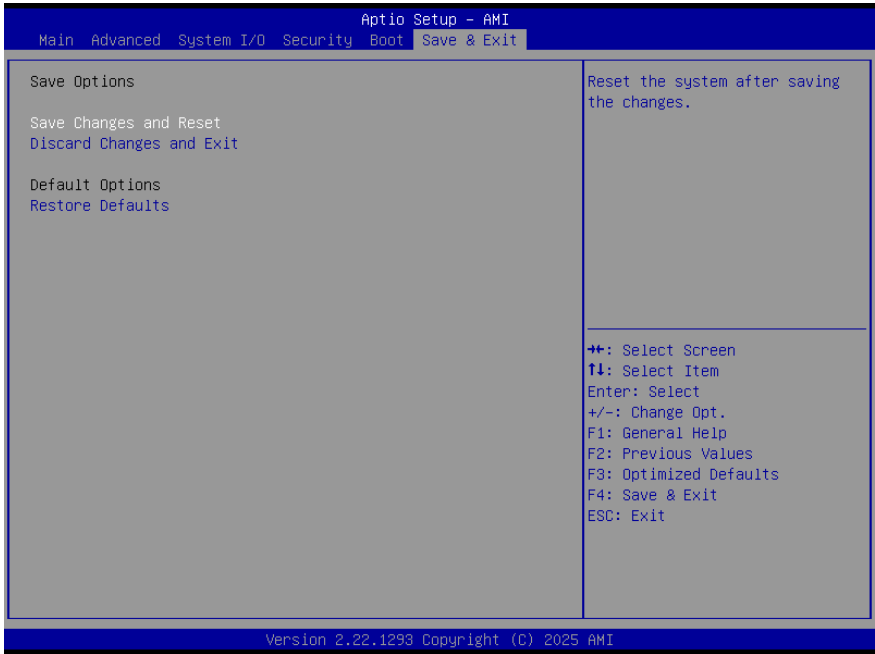 Aptio Setup – AMI
Main Advanced System I/O Security Boot Save & Exit
Save Options
Save Changes and Reset
Discard Changes and Exit
Default Options
Restore Defaults
Reset the system after saving
the changes.
→←: Select Screen
↑↓: Select Item
Enter: Select
+/-: Change Opt.
F1: General Help
F2: Previous Values
F3: Optimized Defaults
F4: Save & Exit
ESC: Exit
Version 2.22.1293 Copyright (C) 2025 AMI